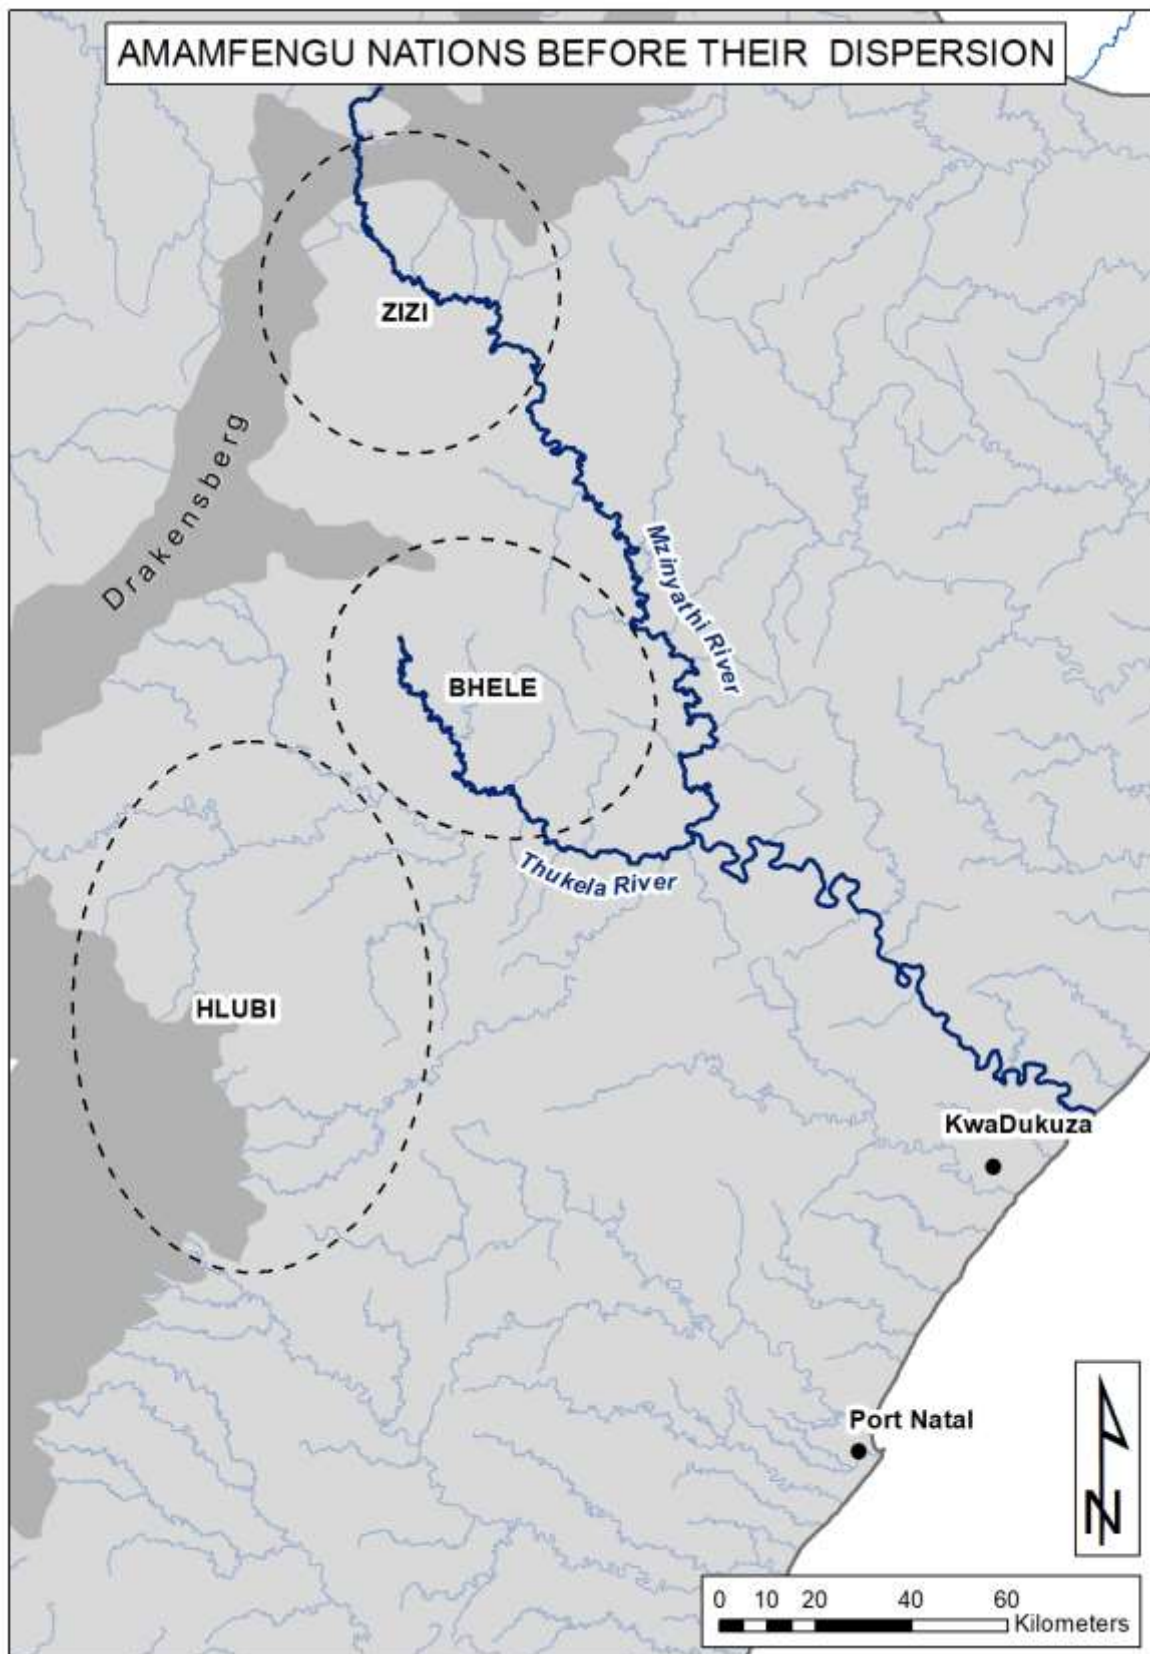 AMAMFENGU NATIONS BEFORE THEIR DISPERSION
ZIZI
Drakensberg
Mzinyathi River
BHELE
Thukela River
HLUBI
KwaDukuza
Port Natal
N
0 10 20 40 60
Kilometers